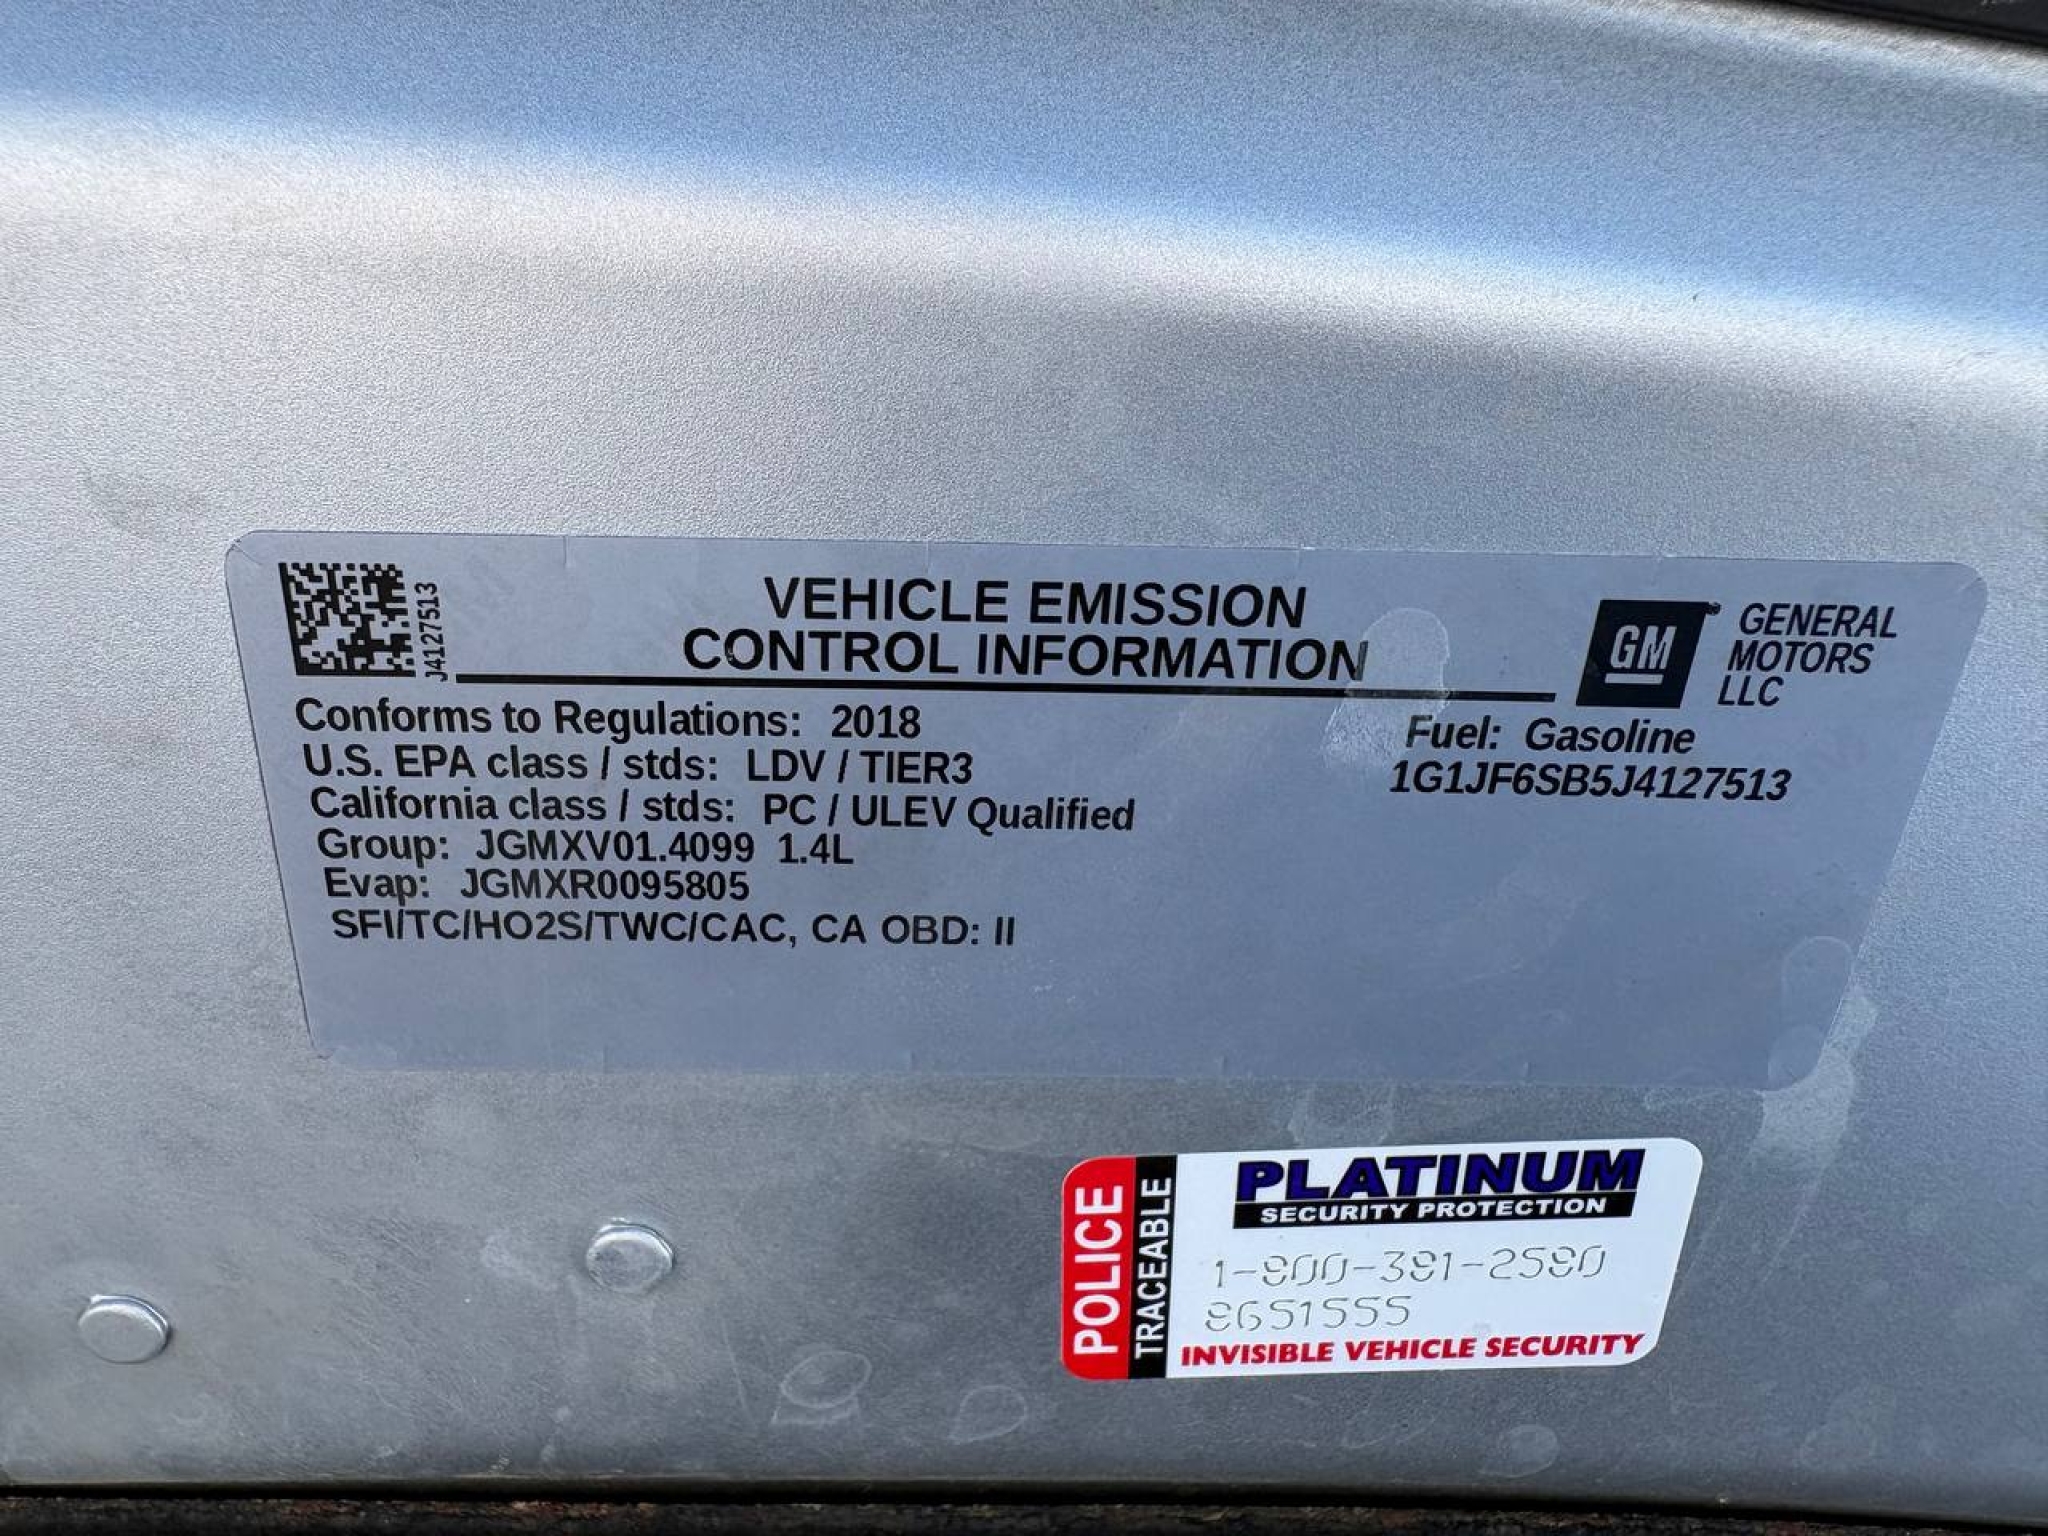 J4127513
VEHICLE EMISSION
CONTROL INFORMATION
GM
GENERAL
MOTORS
LLC
Conforms to Regulations: 2018
U.S. EPA class / stds: LDV / TIER3
California class / stds: PC / ULEV Qualified
Group: JGMXV01.4099 1.4L
Evap: JGMXR0095805
SFI/TC/HO2S/TWC/CAC, CA OBD: II
Fuel: Gasoline
1G1JF6SB5J4127513
POLICE
TRACEABLE
PLATINUM
SECURITY PROTECTION
1-800-381-2580
8651555
INVISIBLE VEHICLE SECURITY